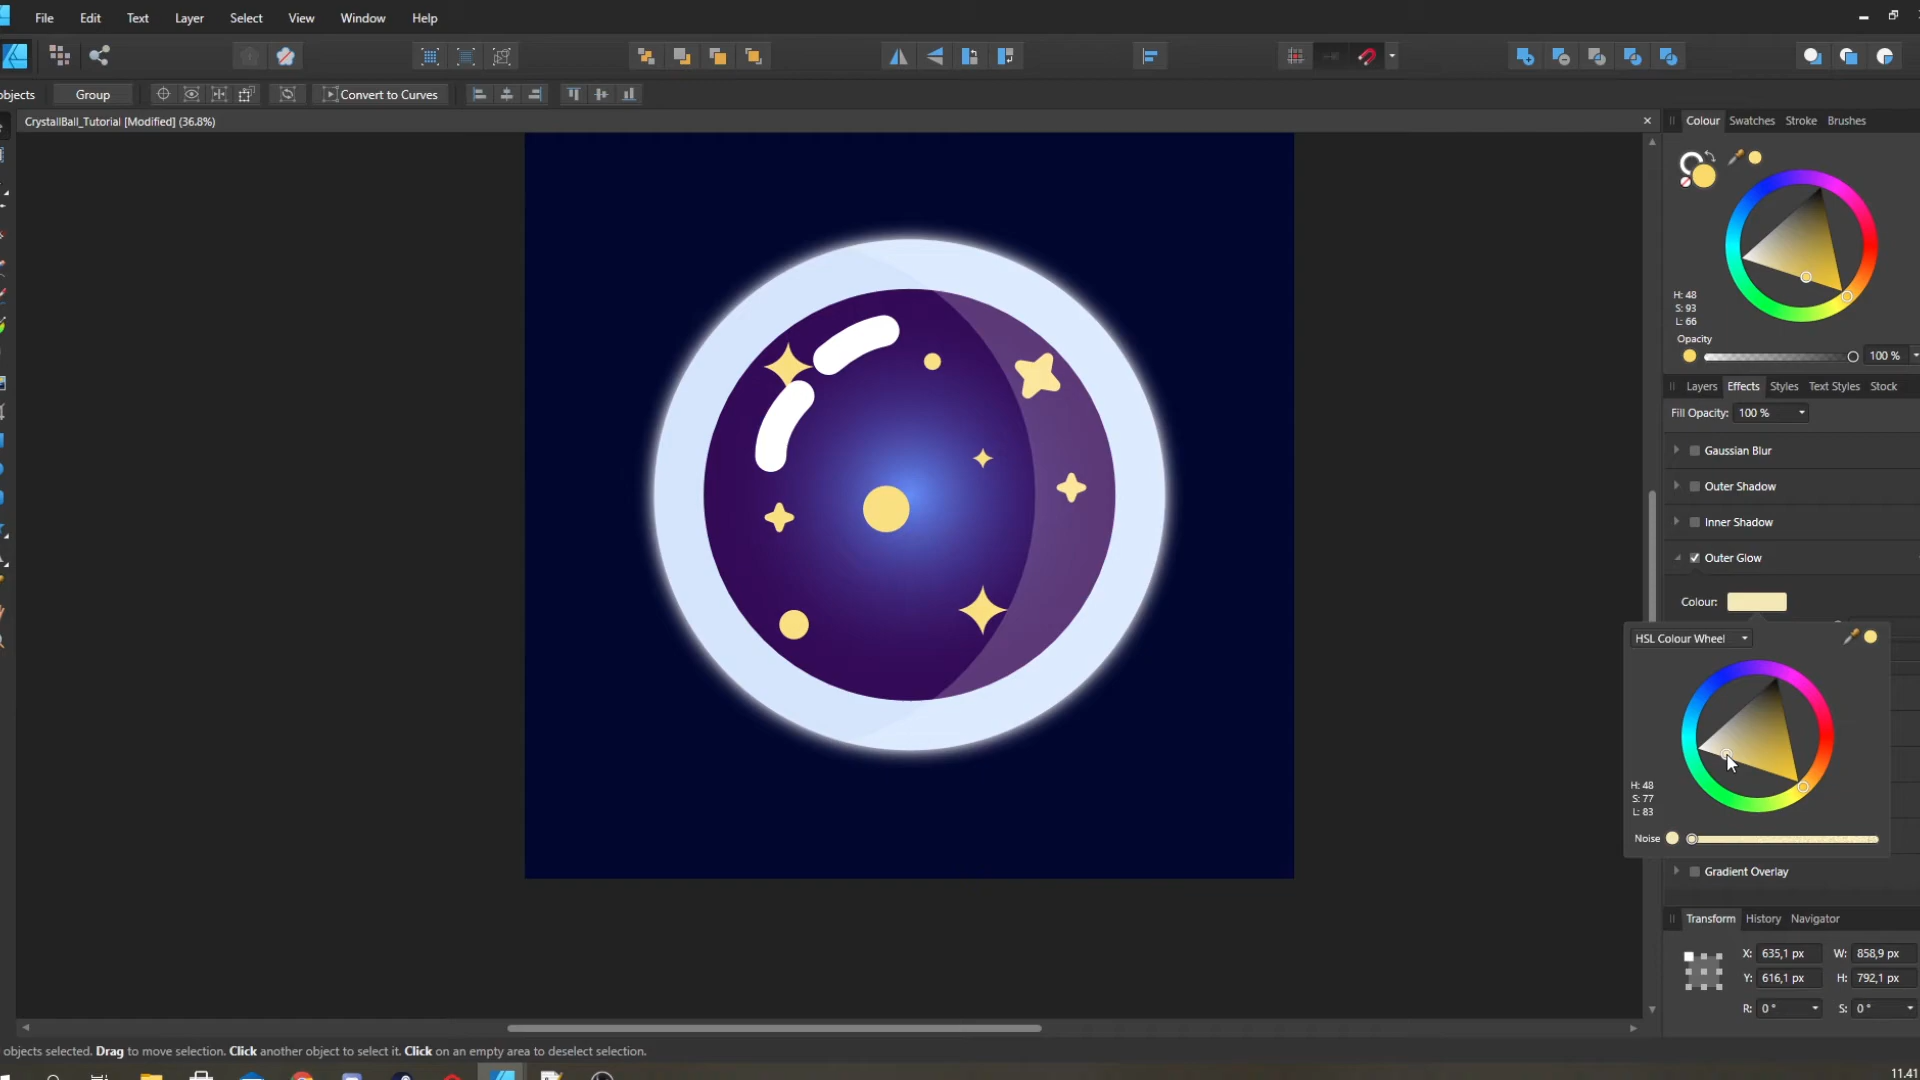 File Edit Text Layer Select View Window Help
objects Group Convert to Curves
CrystallBall_Tutorial [Modified] (36.8%)
Colour Swatches Stroke Brushes
H: 48
S: 93
L: 66
Opacity
100 %
Layers Effects Styles Text Styles Stock
Fill Opacity: 100 %
Gaussian Blur
Outer Shadow
Inner Shadow
Outer Glow
Colour:
HSL Colour Wheel
H: 48
S: 77
L: 83
Noise
Gradient Overlay
Transform History Navigator
X: 635,1 px W: 858,9 px
Y: 616,1 px H: 792,1 px
R: 0 ° S: 0 °
objects selected. Drag to move selection. Click another object to select it. Click on an empty area to deselect selection.
11.41